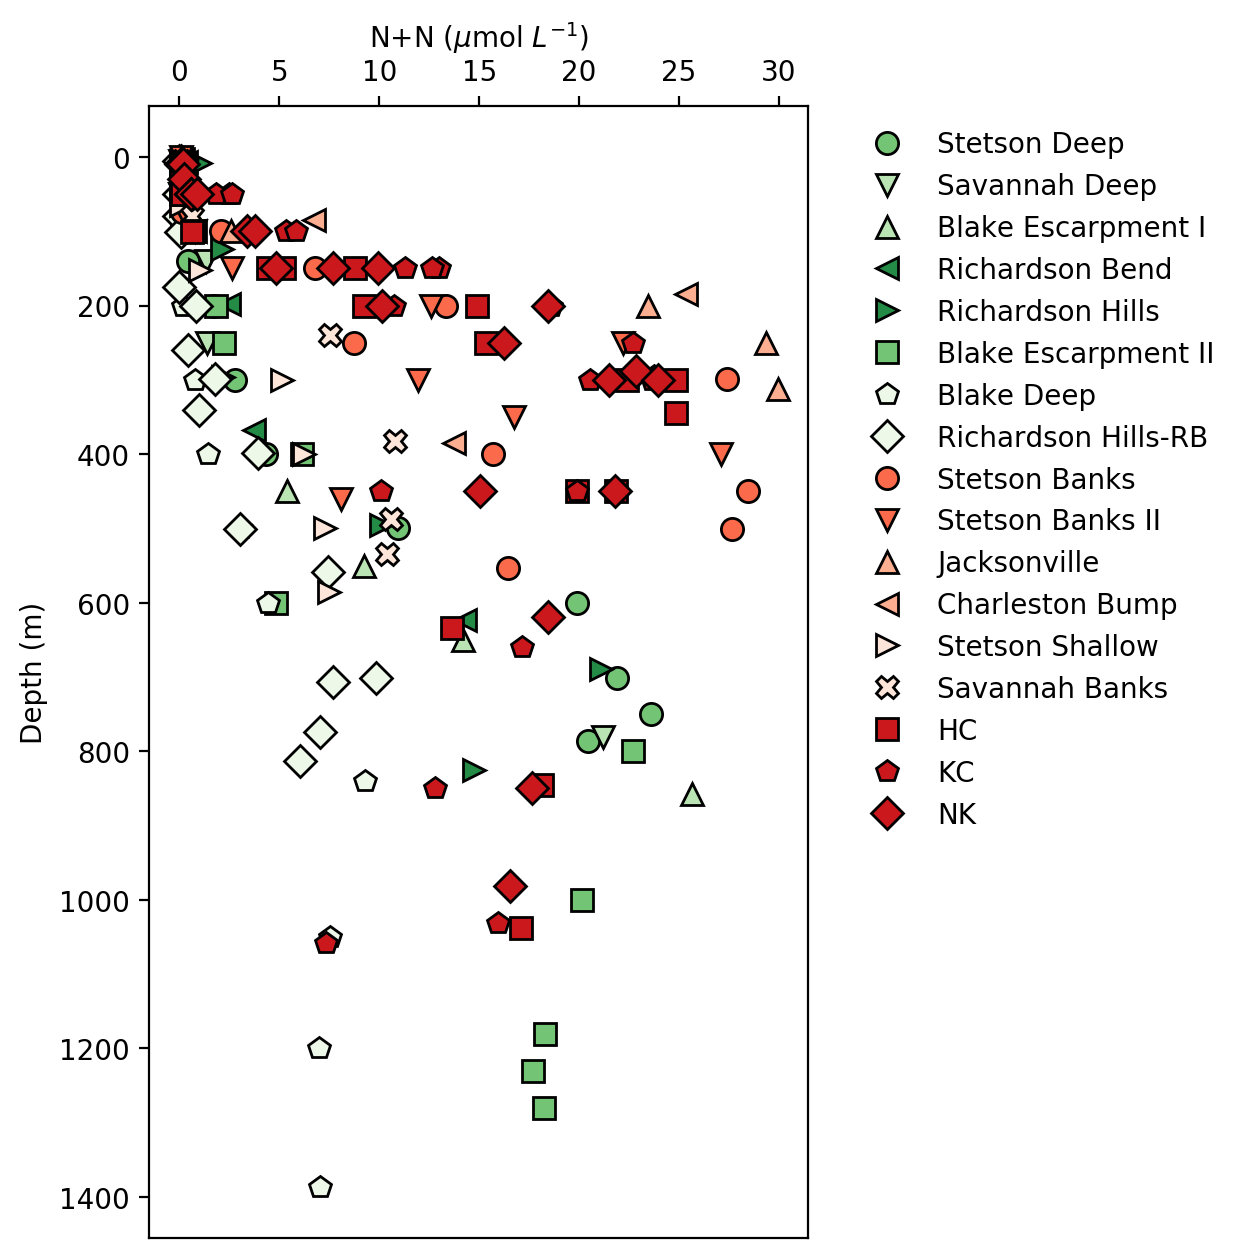 N+N (μmol L⁻¹)
0 5 10 15 20 25 30
0
200
400
600
800
1000
1200
1400
Depth (m)
Stetson Deep
Savannah Deep
Blake Escarpment I
Richardson Bend
Richardson Hills
Blake Escarpment II
Blake Deep
Richardson Hills-RB
Stetson Banks
Stetson Banks II
Jacksonville
Charleston Bump
Stetson Shallow
Savannah Banks
HC
KC
NK